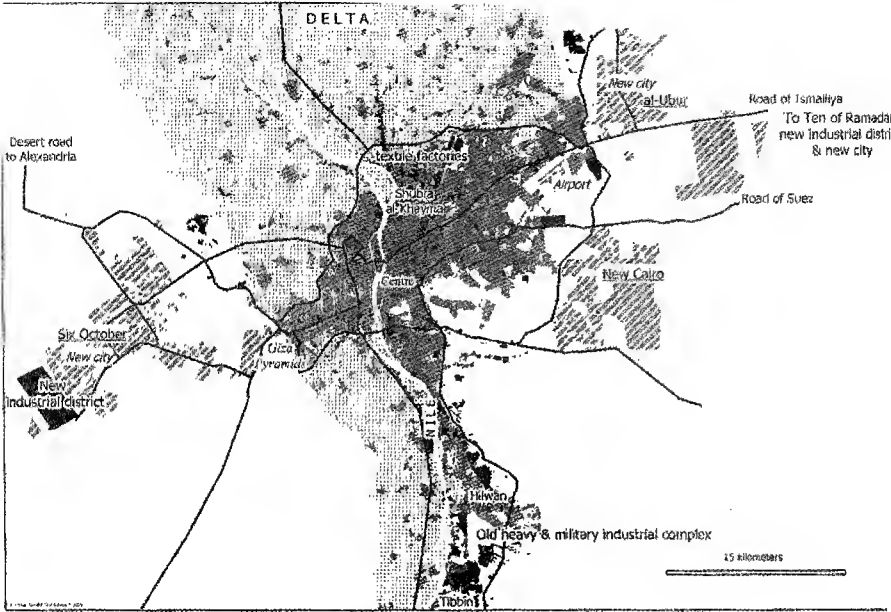 DELTA
New city
al-Ubur
Road of Ismailiya
To Ten of Ramadan
new industrial distri
& new city
Desert road
to Alexandria
textile factories
Shubra
al-Khayma
Airport
Road of Suez
Centre
New Cairo
Six October
New city
Giza
Pyramids
New
industrial district
NILE
Hilwan
Old heavy & military industrial complex
15 kilometers
Tibbin